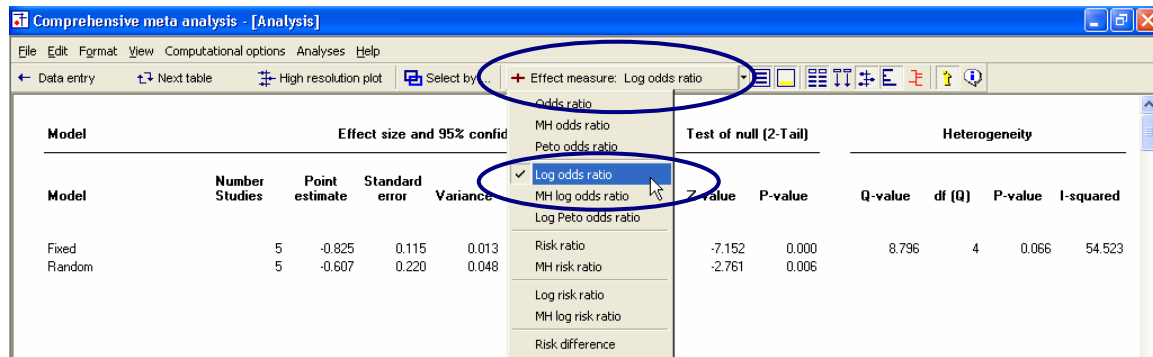 Comprehensive meta analysis - [Analysis]
File Edit Format View Computational options Analyses Help
Data entry Next table High resolution plot Select by ... Effect measure: Log odds ratio
Odds ratio
MH odds ratio
Peto odds ratio
Log odds ratio
MH log odds ratio
Log Peto odds ratio
Risk ratio
MH risk ratio
Log risk ratio
MH log risk ratio
Risk difference
Model Effect size and 95% confid Test of null (2-Tail) Heterogeneity
Model Number Studies Point estimate Standard error Variance Z-value P-value Q-value df (Q) P-value I-squared
Fixed 5 -0.825 0.115 0.013 -7.152 0.000 8.796 4 0.066 54.523
Random 5 -0.607 0.220 0.048 -2.761 0.006